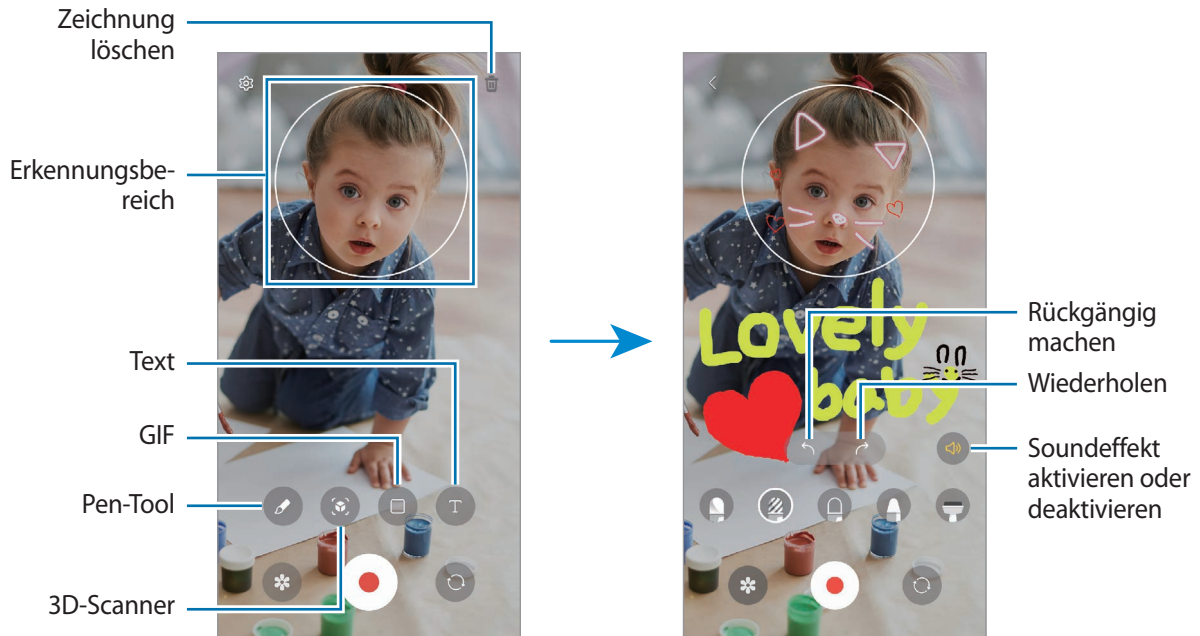 Zeichnung
löschen
Erkennungsbe-
reich
Text
GIF
Pen-Tool
3D-Scanner
T
Lovely
baby
Rückgängig
machen
Wiederholen
Soundeffekt
aktivieren oder
deaktivieren